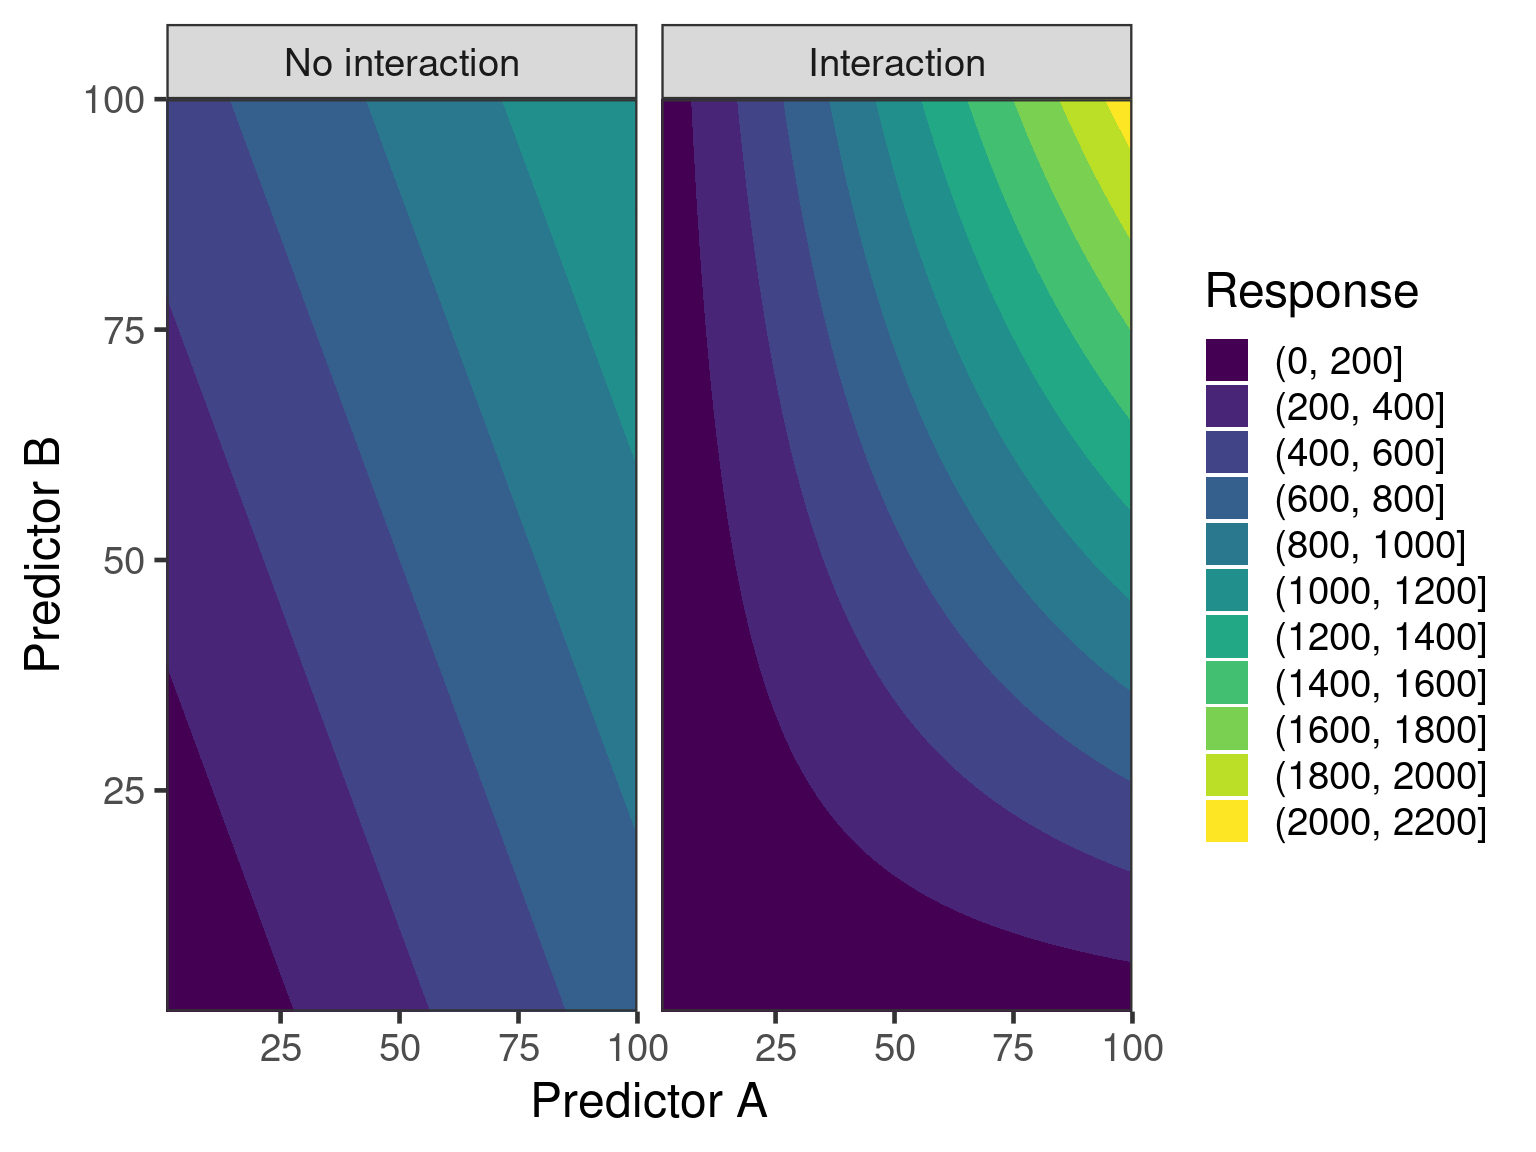 No interaction
Interaction
100
75
50
25
Predictor B
25 50 75 100
25 50 75 100
Predictor A
Response
(0, 200]
(200, 400]
(400, 600]
(600, 800]
(800, 1000]
(1000, 1200]
(1200, 1400]
(1400, 1600]
(1600, 1800]
(1800, 2000]
(2000, 2200]